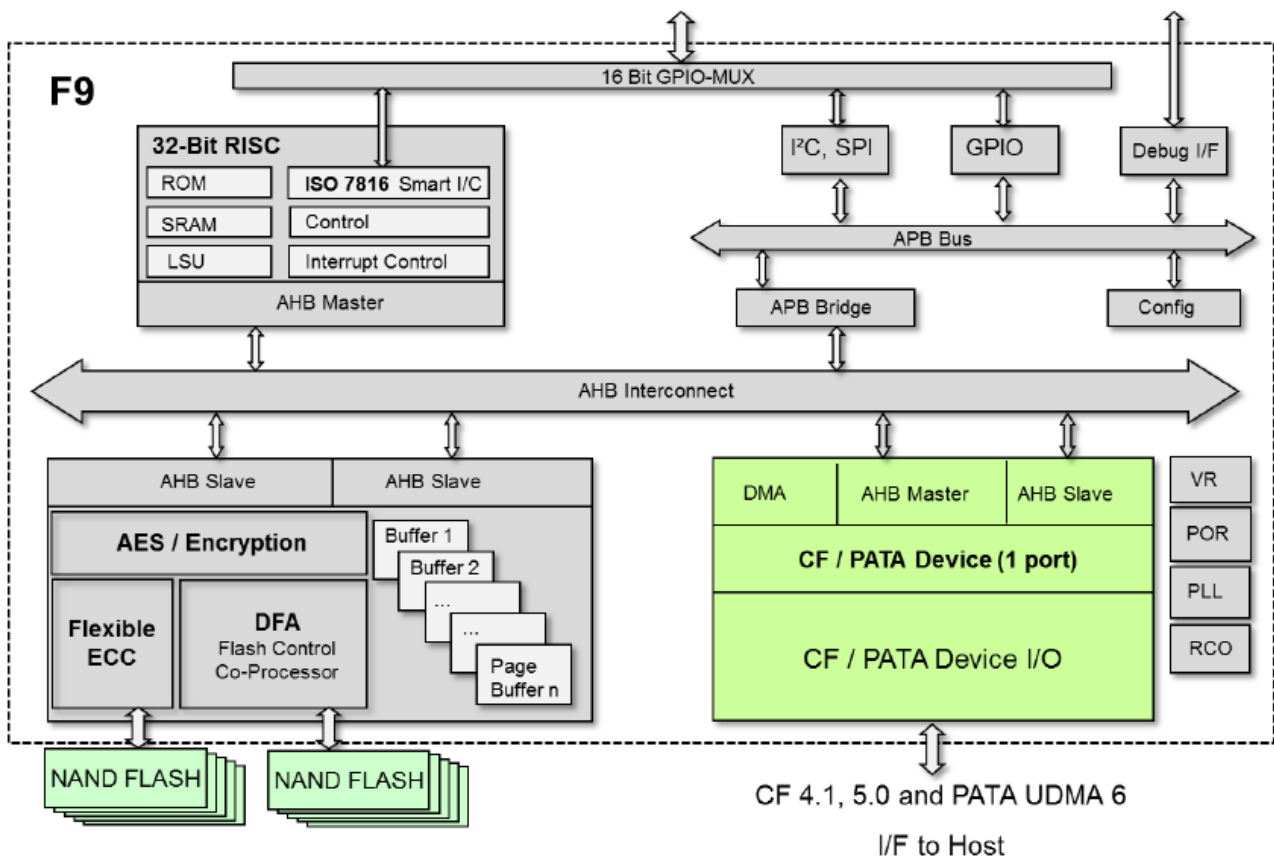 F9
16 Bit GPIO-MUX
32-Bit RISC
ROM
ISO 7816 Smart I/C
SRAM
Control
LSU
Interrupt Control
AHB Master
I²C, SPI
GPIO
Debug I/F
APB Bus
APB Bridge
Config
AHB Interconnect
AHB Slave
AHB Slave
AES / Encryption
Flexible
ECC
DFA
Flash Control
Co-Processor
Buffer 1
Buffer 2
...
...
Page
Buffer n
DMA
AHB Master
AHB Slave
CF / PATA Device (1 port)
CF / PATA Device I/O
VR
POR
PLL
RCO
NAND FLASH
NAND FLASH
CF 4.1, 5.0 and PATA UDMA 6
I/F to Host